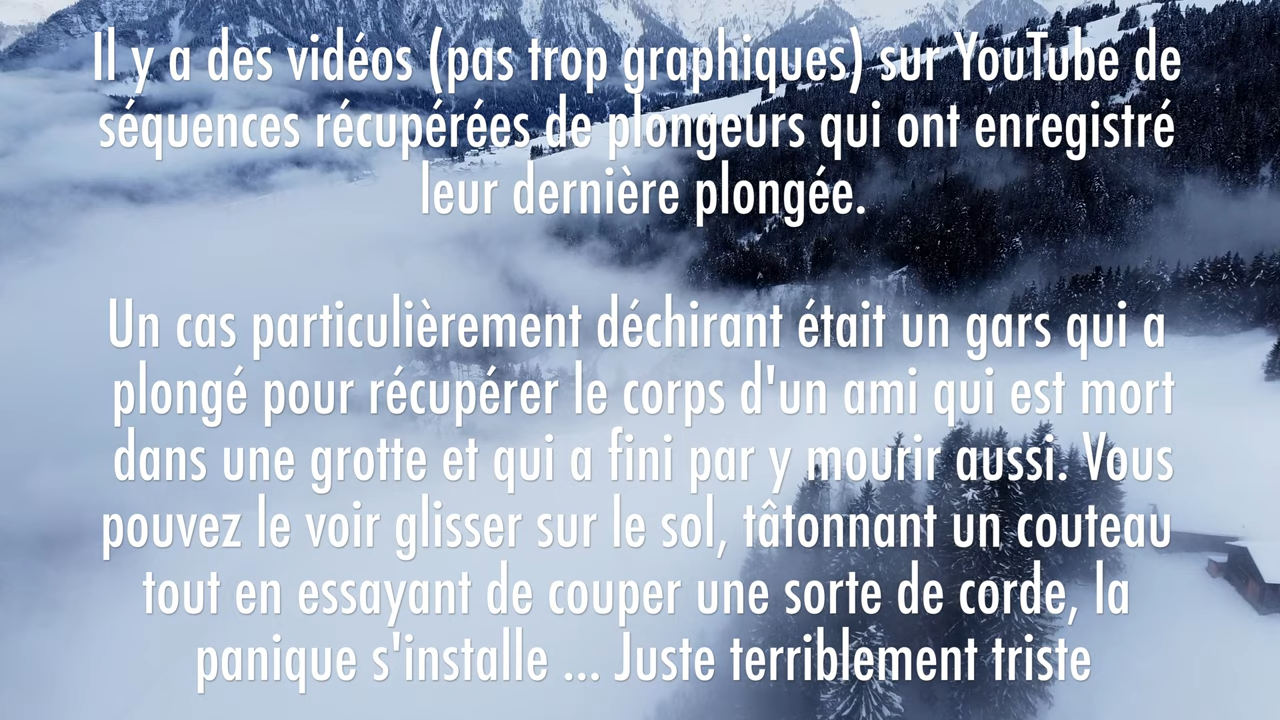 Il y a des vidéos (pas trop graphiques) sur YouTube de
séquences récupérées de plongeurs qui ont enregistré
leur dernière plongée.
Un cas particulièrement déchirant était un gars qui a
plongé pour récupérer le corps d'un ami qui est mort
dans une grotte et qui a fini par y mourir aussi. Vous
pouvez le voir glisser sur le sol, tâtonnant un couteau
tout en essayant de couper une sorte de corde, la
panique s'installe ... Juste terriblement triste